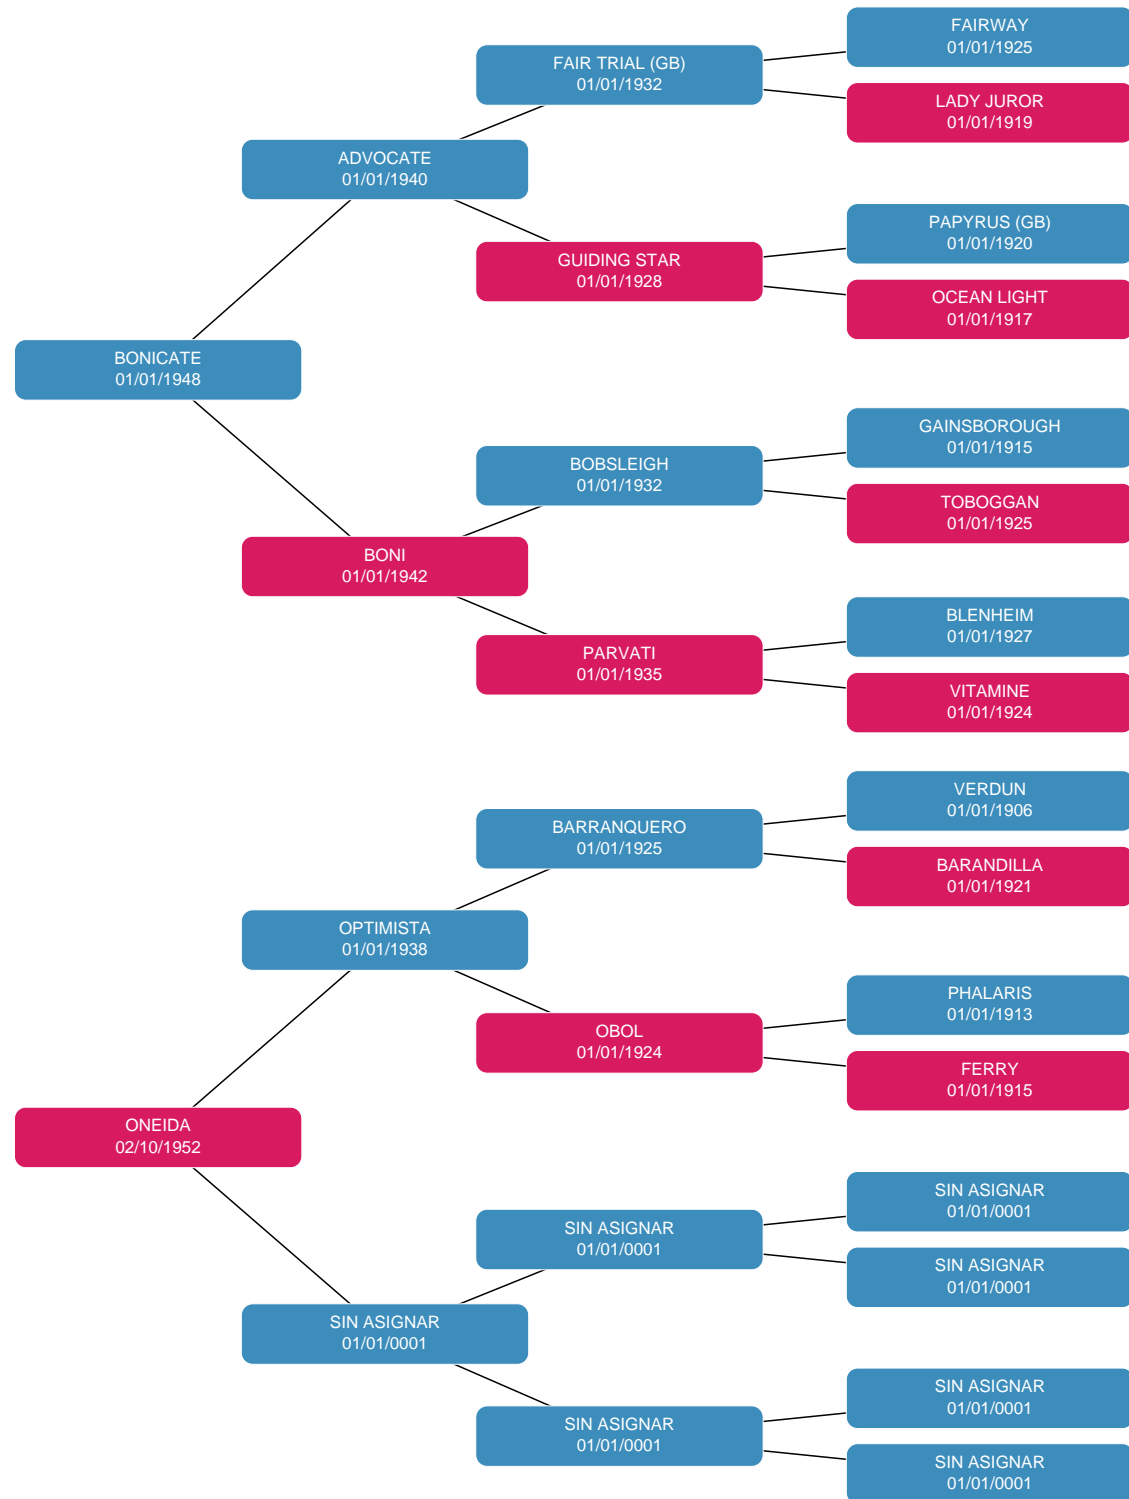 FAIRWAY
01/01/1925
FAIR TRIAL (GB)
01/01/1932
LADY JUROR
01/01/1919
ADVOCATE
01/01/1940
PAPYRUS (GB)
01/01/1920
GUIDING STAR
01/01/1928
OCEAN LIGHT
01/01/1917
BONICATE
01/01/1948
GAINSBOROUGH
01/01/1915
BOBSLEIGH
01/01/1932
TOBOGGAN
01/01/1925
BONI
01/01/1942
BLENHEIM
01/01/1927
PARVATI
01/01/1935
VITAMINE
01/01/1924
VERDUN
01/01/1906
BARRANQUERO
01/01/1925
BARANDILLA
01/01/1921
OPTIMISTA
01/01/1938
PHALARIS
01/01/1913
OBOL
01/01/1924
FERRY
01/01/1915
ONEIDA
02/10/1952
SIN ASIGNAR
01/01/0001
SIN ASIGNAR
01/01/0001
SIN ASIGNAR
01/01/0001
SIN ASIGNAR
01/01/0001
SIN ASIGNAR
01/01/0001
SIN ASIGNAR
01/01/0001
SIN ASIGNAR
01/01/0001